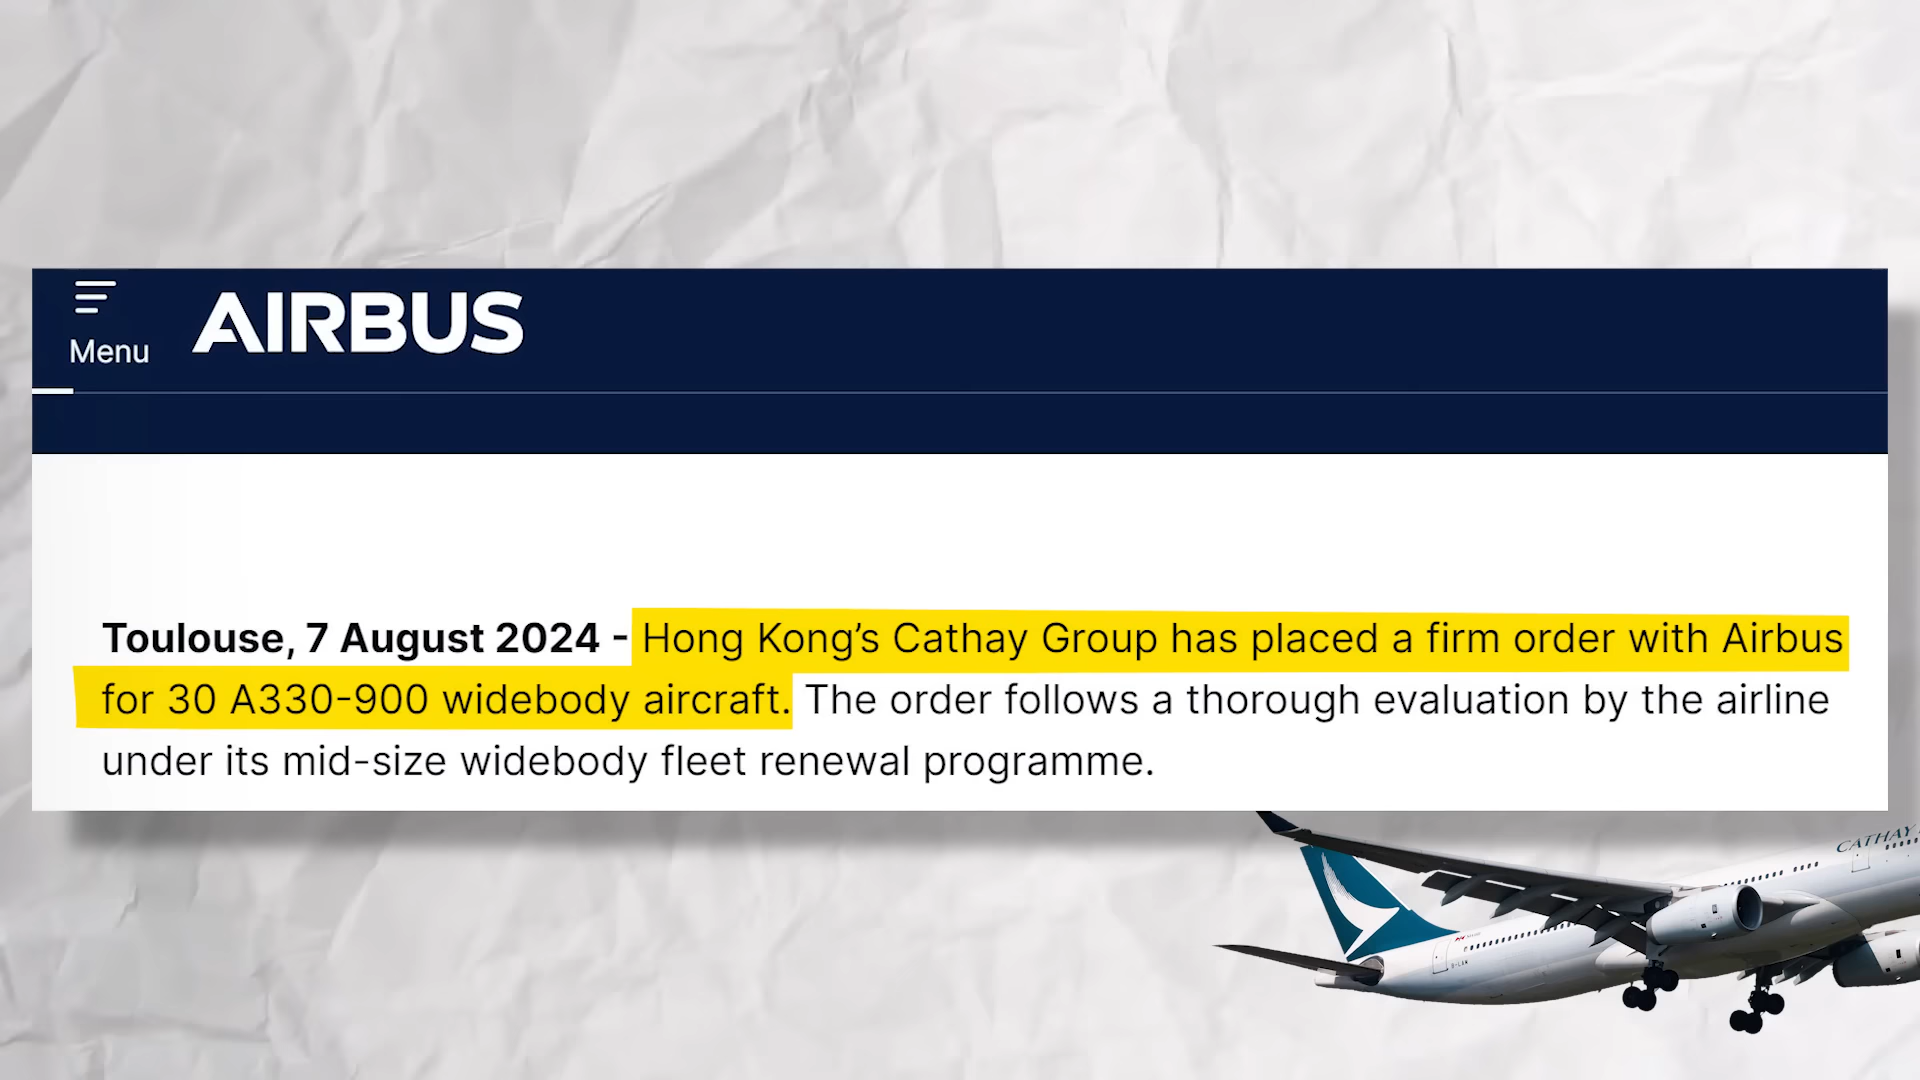 Menu
AIRBUS
Toulouse, 7 August 2024 - Hong Kong’s Cathay Group has placed a firm order with Airbus
for 30 A330-900 widebody aircraft. The order follows a thorough evaluation by the airline
under its mid-size widebody fleet renewal programme.
CATHAY